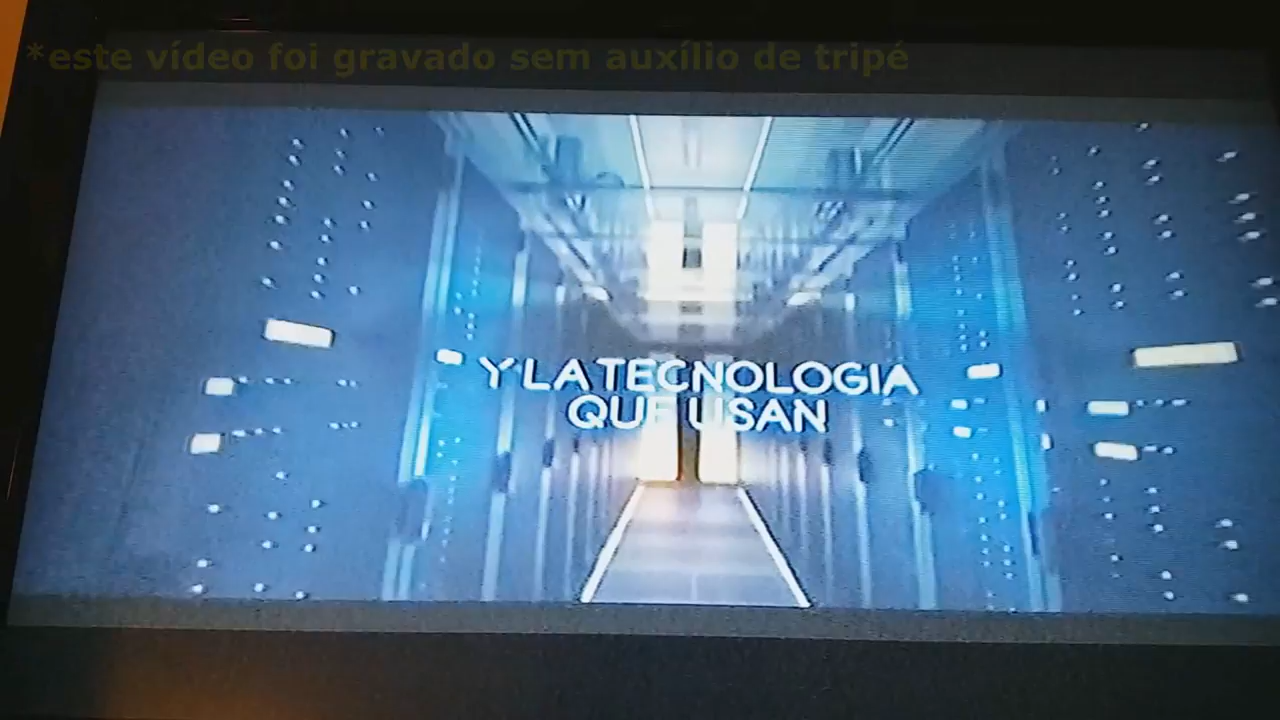 *este vídeo foi gravado sem auxílio de tripé
Y LA TECNOLOGIA
QUE USAN